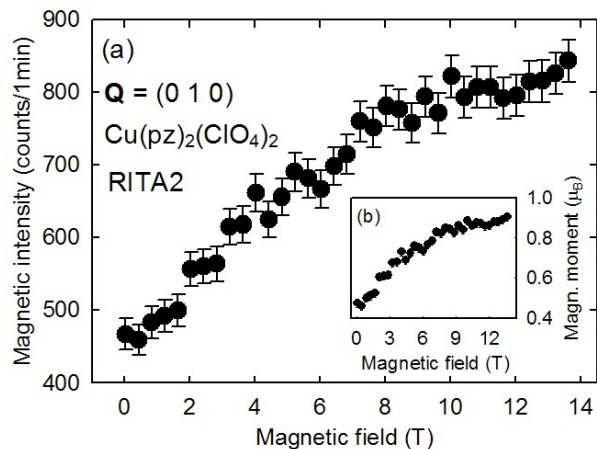 900
800
700
600
500
400
Magnetic intensity (counts/1min)
(a)
Q = (0 1 0)
Cu(pz)₂(ClO₄)₂
RITA2
(b)
1.0
0.8
0.6
0.4
Magn. moment (μB)
0 3 6 9 12
Magnetic field (T)
0 2 4 6 8 10 12 14
Magnetic field (T)